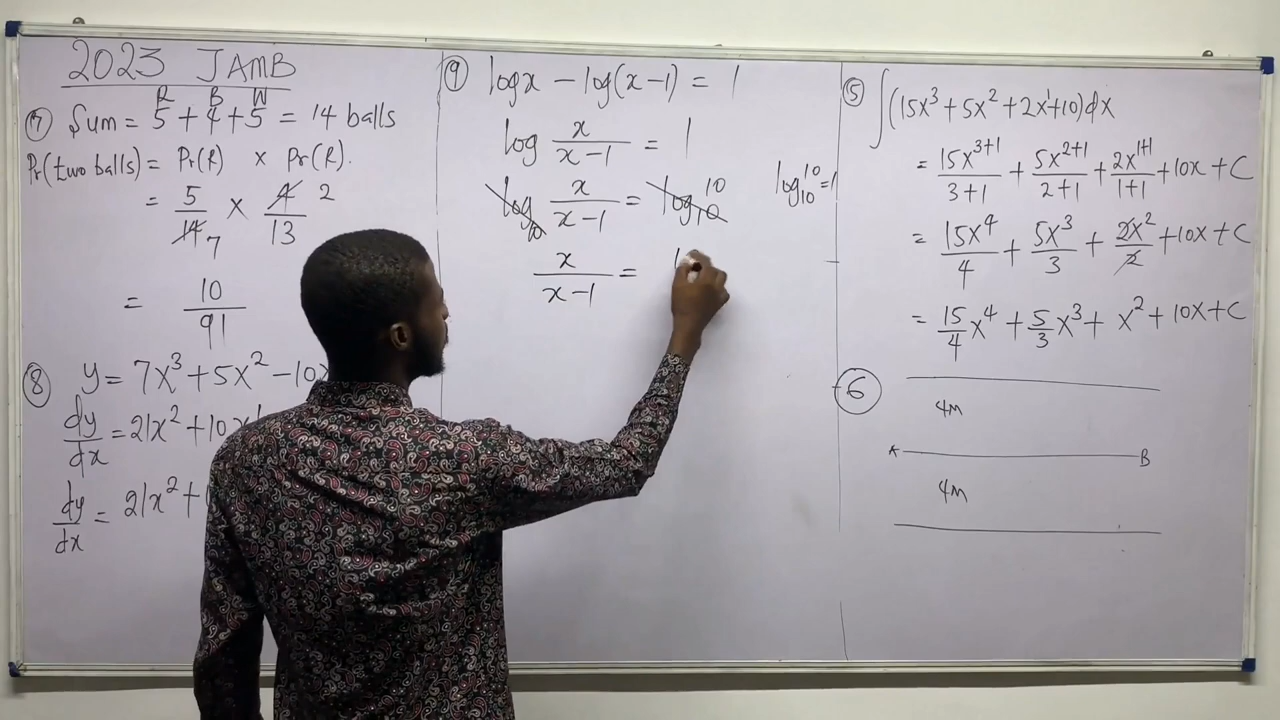 2023 JAMB
R B W
⑦ Sum = 5 + 4 + 5 = 14 balls
Pr(two balls) = Pr(R) x Pr(R).
= 5/14 7 x 4 2/13
= 10/91
⑧ y = 7x³ + 5x² - 10x
dy/dx = 21x² + 10x
dy/dx = 21x² +
⑨ log x - log(x-1) = 1
log x/(x-1) = 1
log₁₀ x/(x-1) = log₁₀ 10
log₁₀ 10 = 1
x/(x-1) = 1
⑤ ∫(15x³ + 5x² + 2x¹ + 10)dx
= 15x³⁺¹/(3+1) + 5x²⁺¹/(2+1) + 2x¹⁺¹/(1+1) + 10x + C
= 15x⁴/4 + 5x³/3 + 2x²/2 + 10x + C
= 15/4 x⁴ + 5/3 x³ + x² + 10x + C
⑥
4m
A B
4m